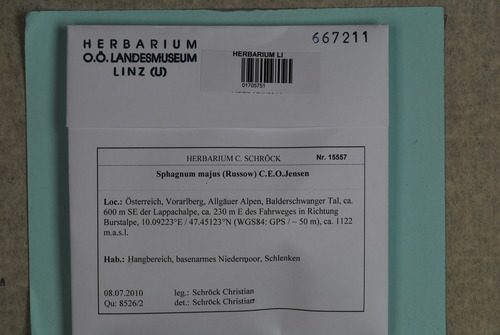 HERBARIUM
O.Ö. LANDESMUSEUM
LINZ (U)
667211
HERBARIUM LI
01705751
HERBARIUM C. SCHRÖCK Nr. 15557
Sphagnum majus (Russow) C.E.O.Jensen
Loc.: Österreich, Vorarlberg, Allgäuer Alpen, Balderschwanger Tal, ca.
600 m SE der Lappachalpe, ca. 230 m E des Fahrweges in Richtung
Burstalpe, 10.09223°E / 47.45123°N (WGS84: GPS / ~ 50 m), ca. 1122
m.a.s.l.
Hab.: Hangbereich, basenarmes Niedermoor, Schlenken
08.07.2010 leg.: Schröck Christian
Qu: 8526/2 det.: Schröck Christian